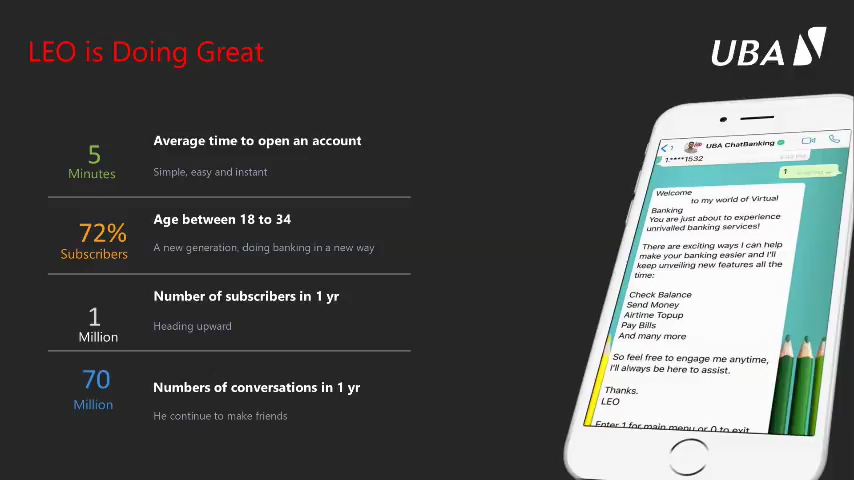 LEO is Doing Great
UBA
5
Minutes
Average time to open an account
Simple, easy and instant
72%
Subscribers
Age between 18 to 34
A new generation, doing banking in a new way
1
Million
Number of subscribers in 1 yr
Heading upward
70
Million
Numbers of conversations in 1 yr
He continue to make friends
1
UBA ChatBanking
1:****1532
1
Welcome
to my world of Virtual
Banking
You are just about to experience
unrivalled banking services!
There are exciting ways I can help
make your banking easier and I'll
keep unveiling new features all the
time:
Check Balance
Send Money
Airtime Topup
Pay Bills
And many more
So feel free to engage me anytime,
I'll always be here to assist.
Thanks.
LEO
Enter 1 for main menu or 0 to exit